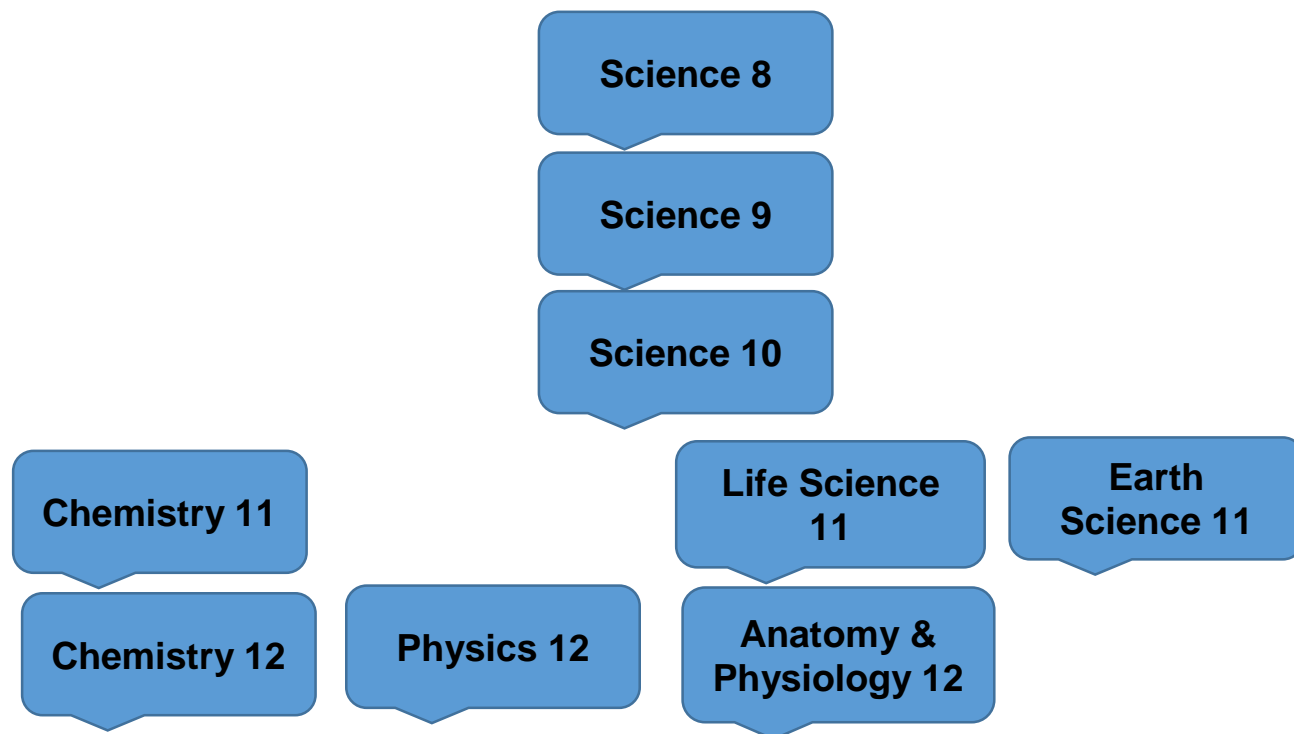 Science 8
Science 9
Science 10
Chemistry 11
Life Science
11
Earth
Science 11
Chemistry 12
Physics 12
Anatomy &
Physiology 12